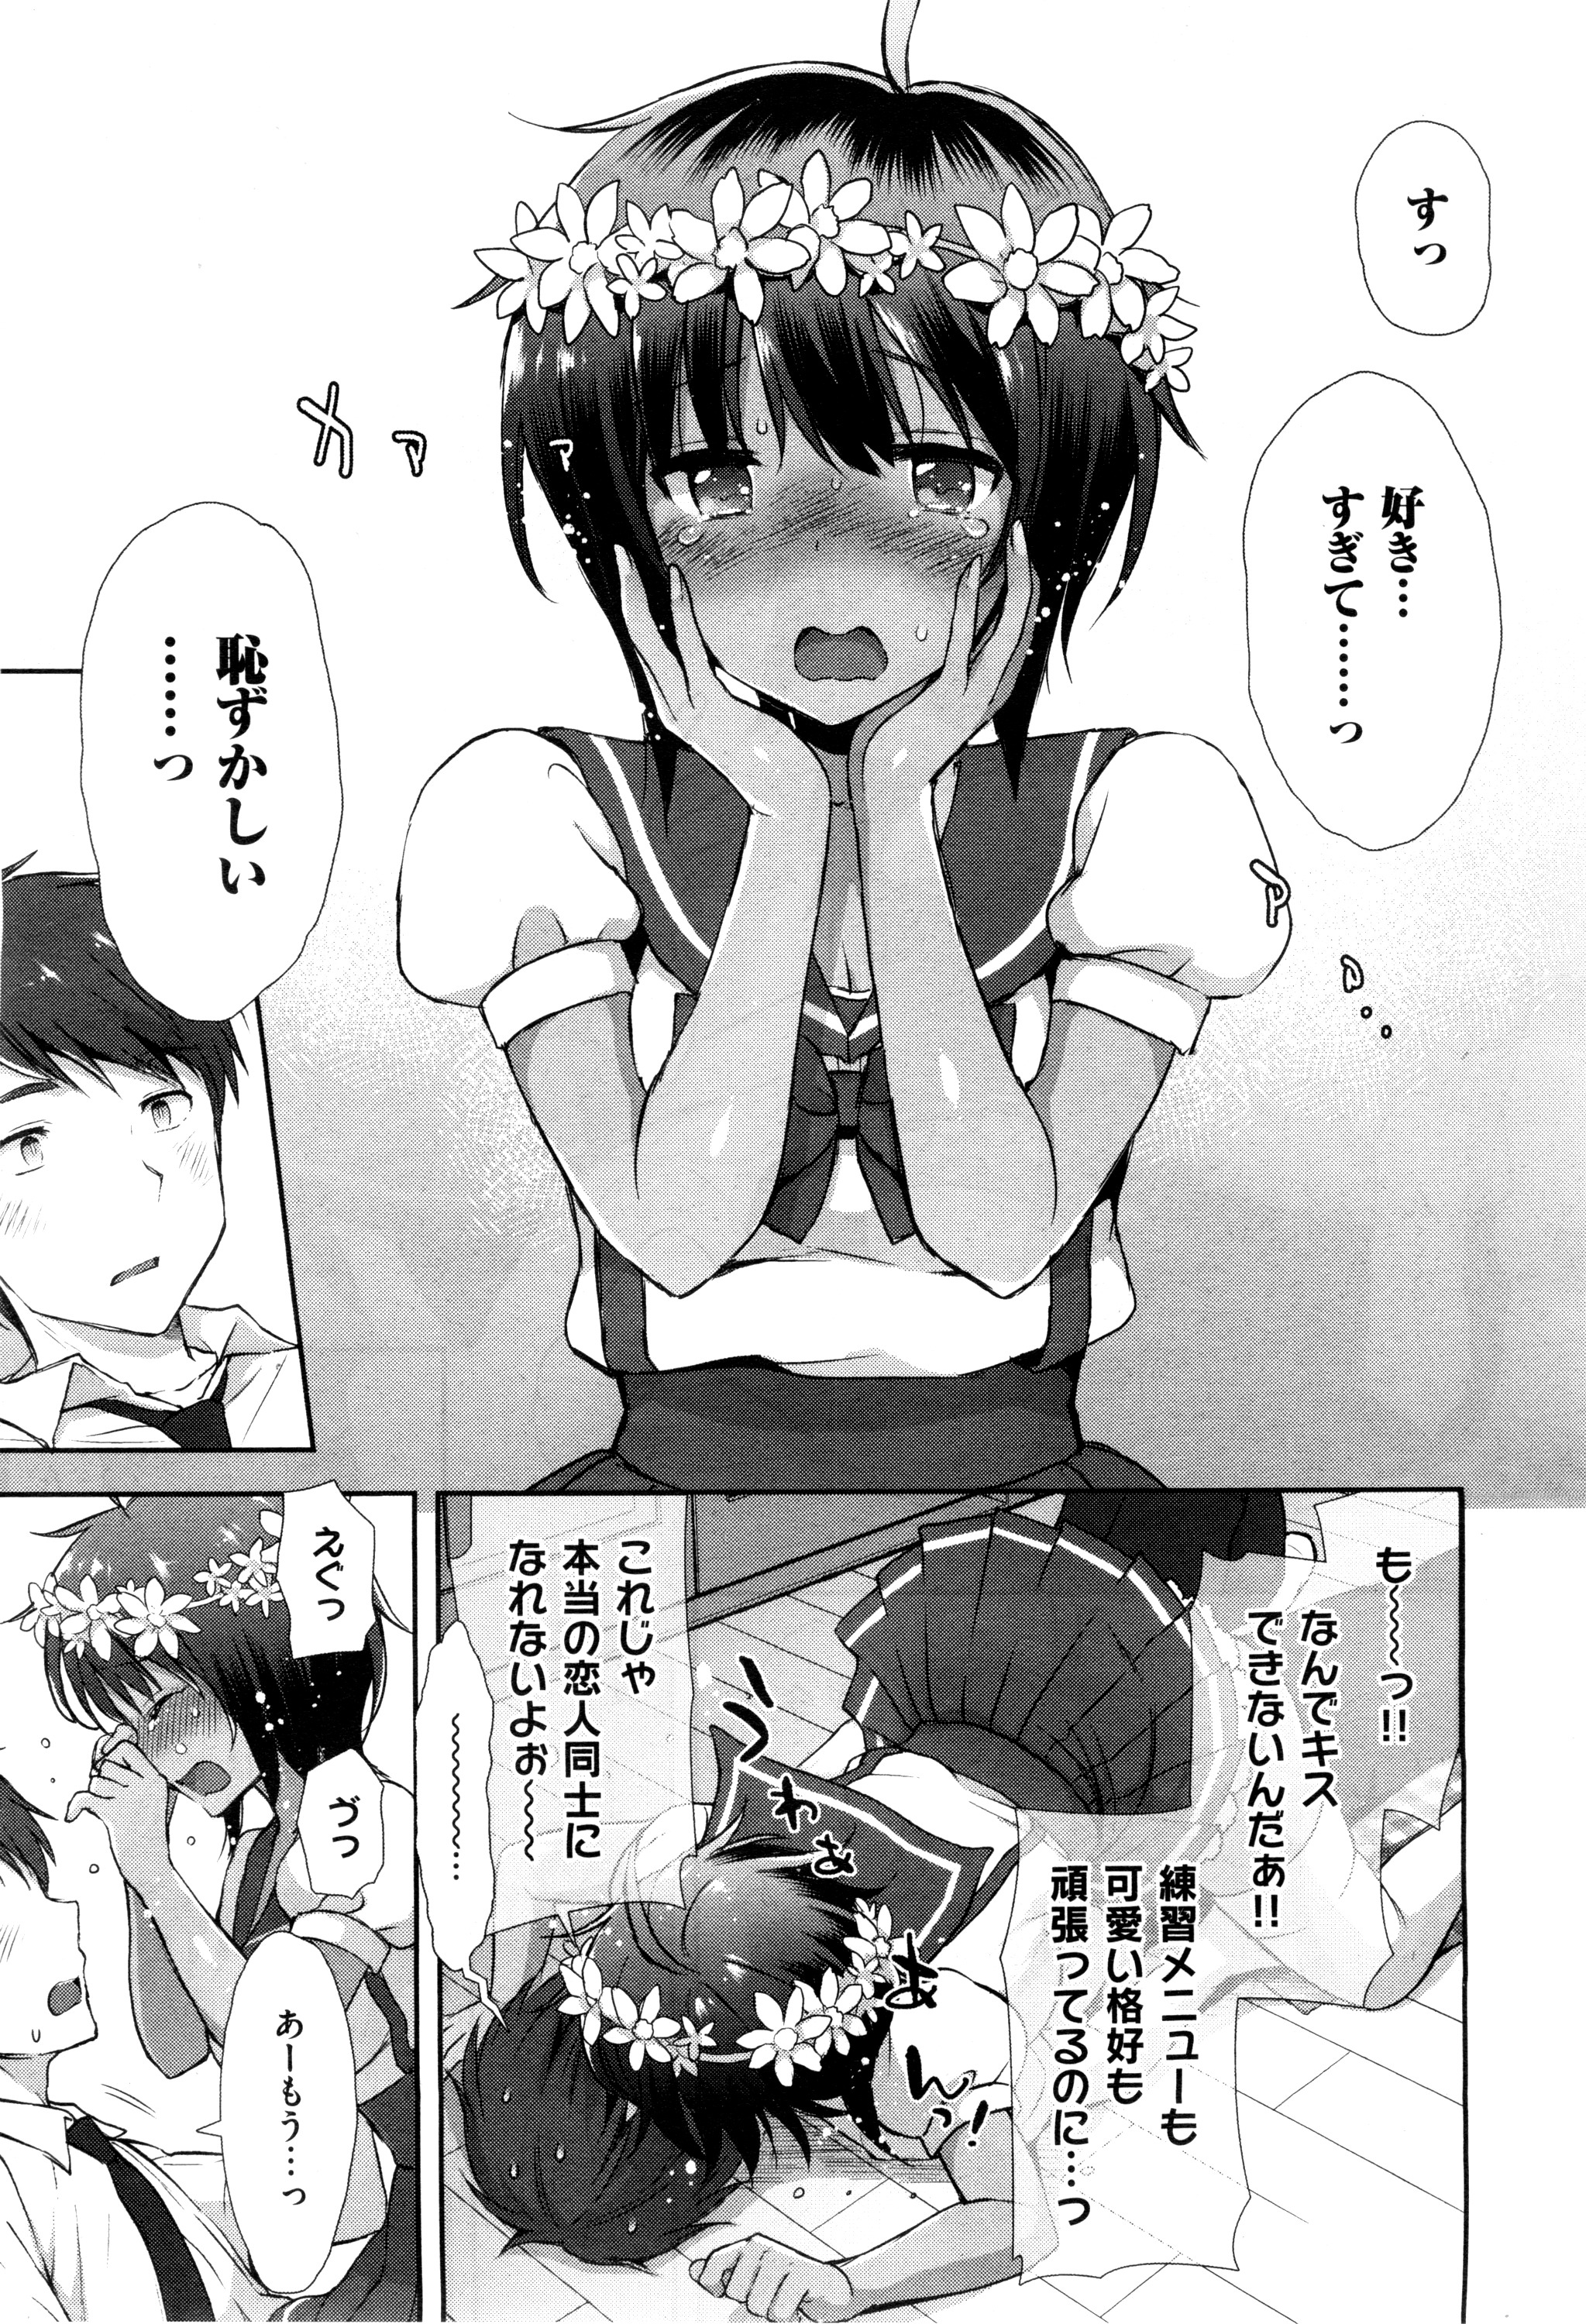 すっ
好き…
すぎて……っ
カァァ
ァ…
恥ずかしい
……っ
も〜〜〜っ!!
なんでキス
できないんだぁ!!
練習メニューも
可愛い格好も
頑張ってるのに…っ
これじゃ
本当の恋人同士に
なれないよぉ〜〜
うわぁ
あんっ!
〜〜〜〜〜……
えぐっ
ゔっ
あーもう…っ